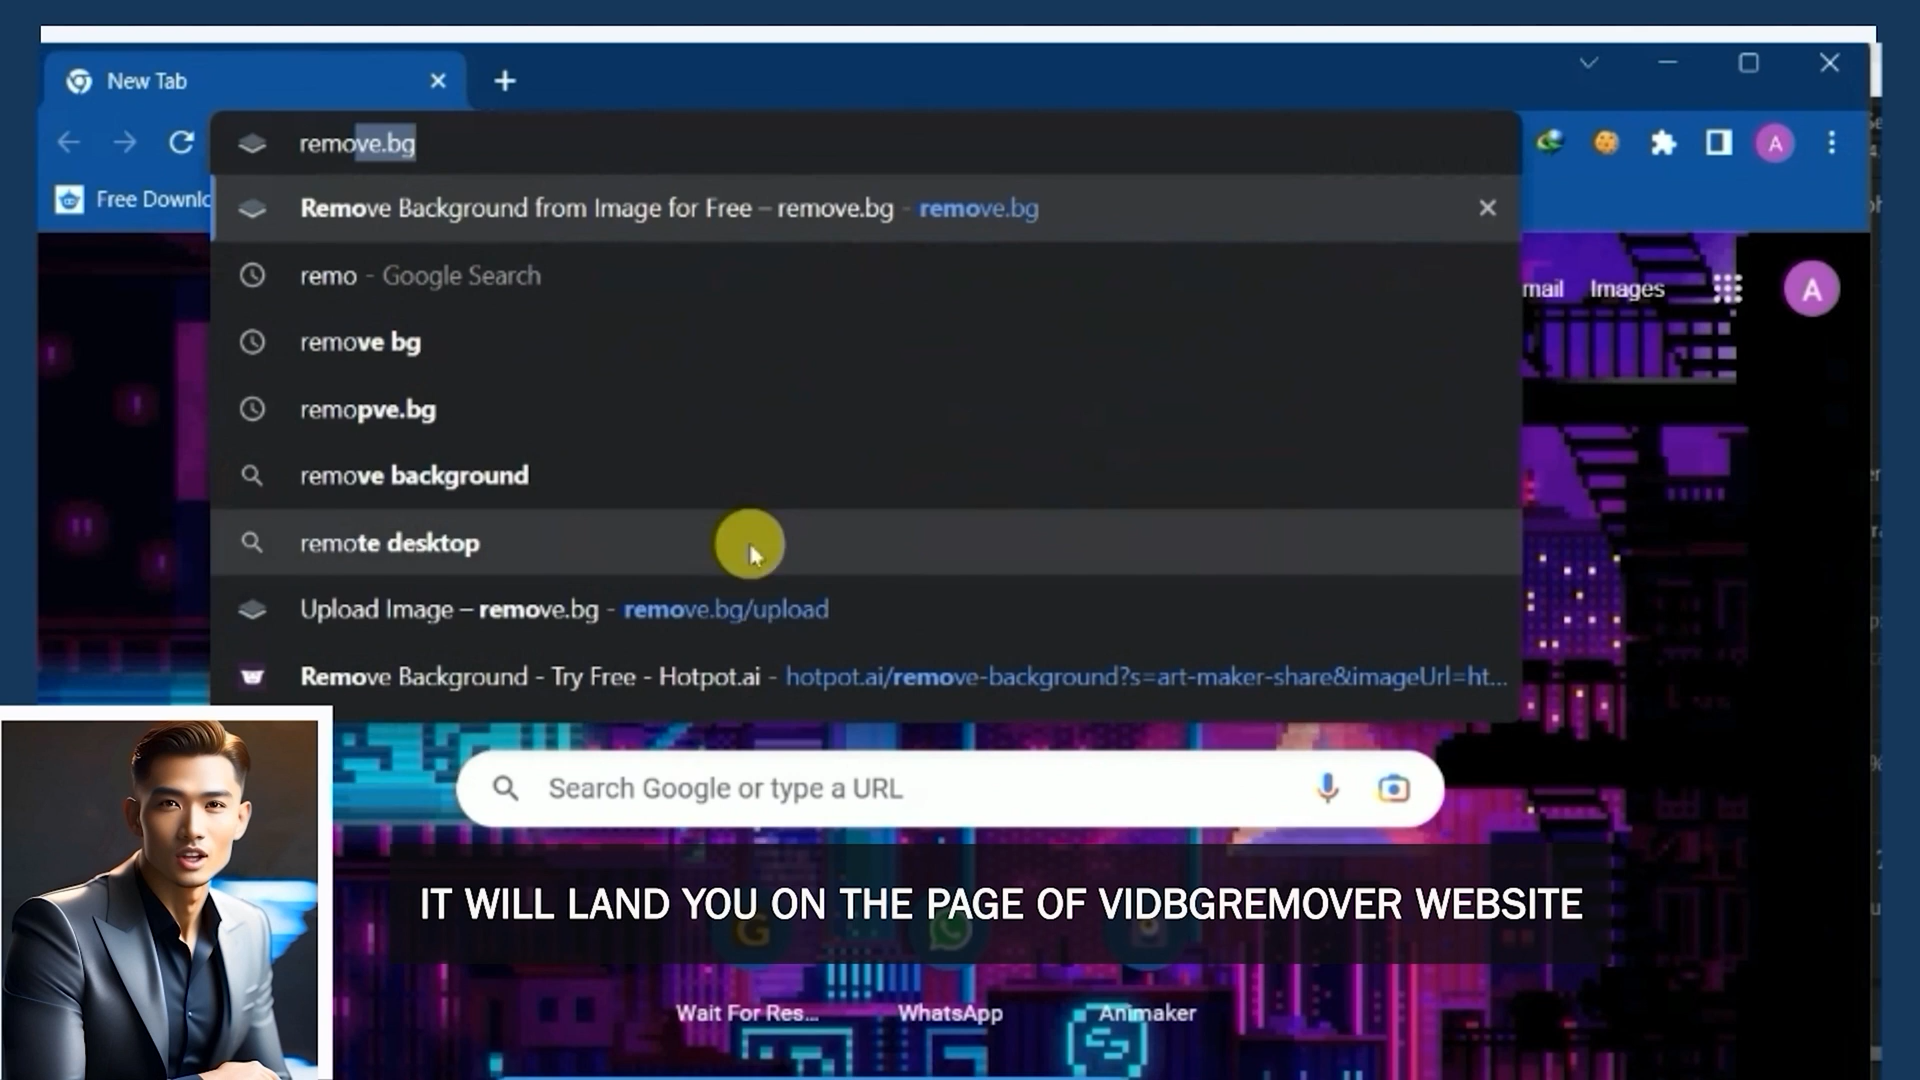 New Tab
remove.bg
A
Free Downlo
Remove Background from Image for Free – remove.bg - remove.bg
remo - Google Search
mail Images
A
remove bg
remopve.bg
remove background
remote desktop
Upload Image – remove.bg - remove.bg/upload
Remove Background - Try Free - Hotpot.ai - hotpot.ai/remove-background?s=art-maker-share&imageUrl=ht...
Search Google or type a URL
IT WILL LAND YOU ON THE PAGE OF VIDBGREMOVER WEBSITE
G
Wait For Res... WhatsApp Animaker